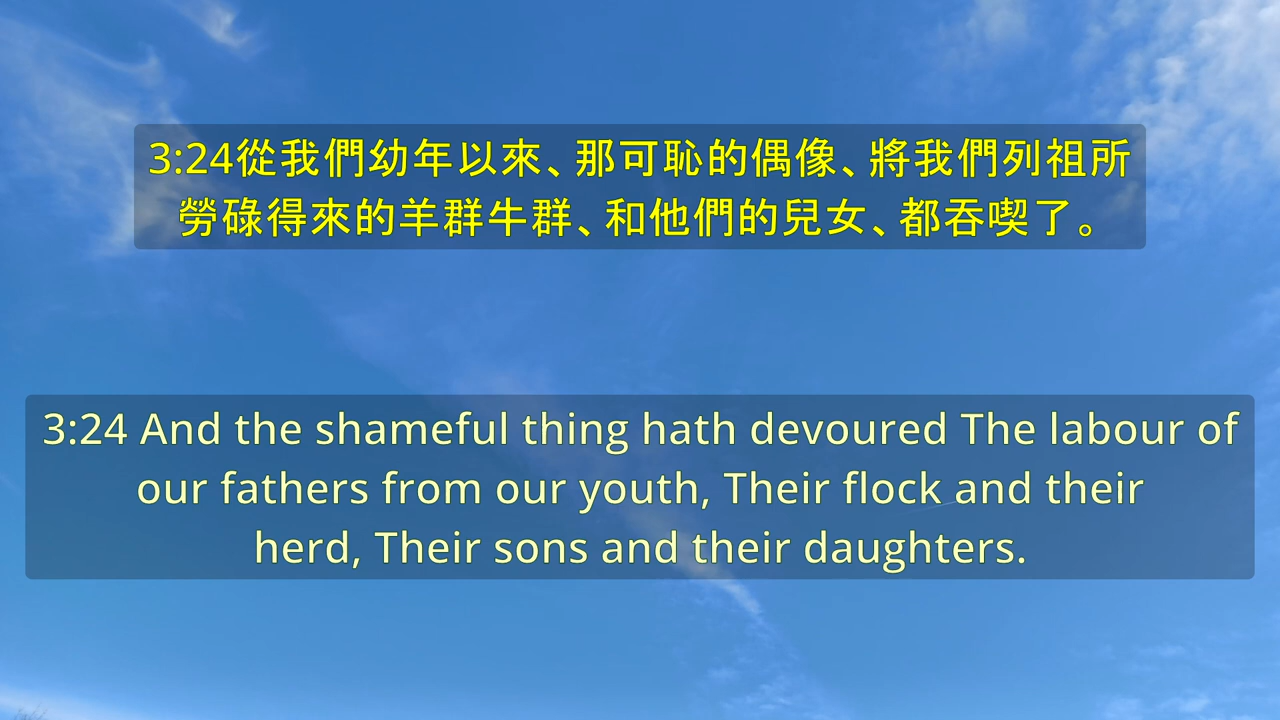 3:24從我們幼年以來、那可恥的偶像、將我們列祖所
勞碌得來的羊群牛群、和他們的兒女、都吞喫了。
3:24 And the shameful thing hath devoured The labour of
our fathers from our youth, Their flock and their
herd, Their sons and their daughters.